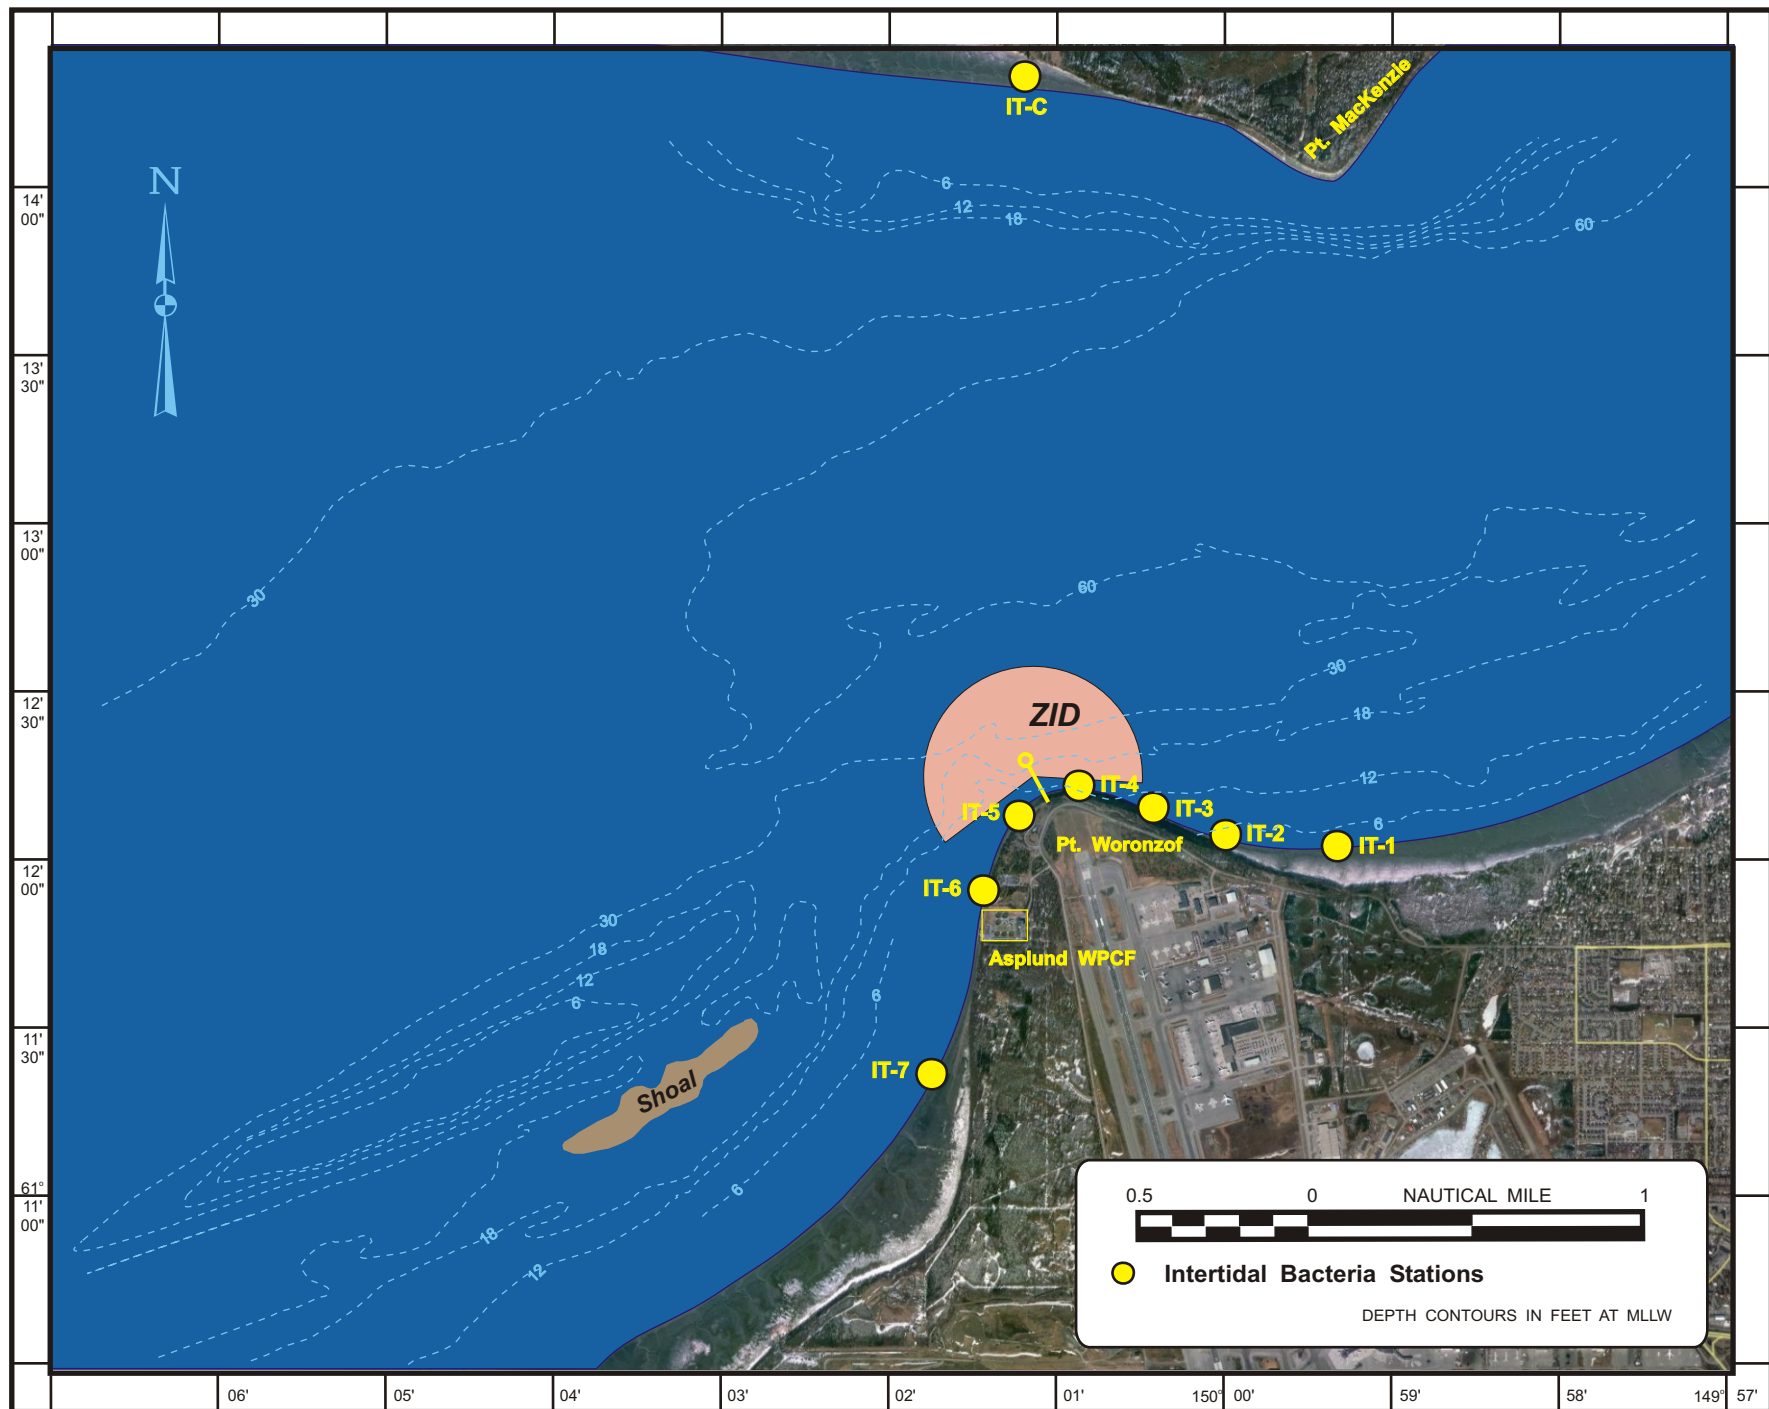 IT-C
Pt. MacKenzie
N
14'
00"
6
12
18
60
13'
30"
13'
00"
30
60
30
12'
30"
ZID
18
12
IT-4
IT-5
IT-3
6
IT-2
IT-1
Pt. Woronzof
12'
00"
IT-6
30
18
Asplund WPCF
12
6
6
11'
30"
IT-7
Shoal
61°
11'
00"
6
18
12
0.5 0 NAUTICAL MILE 1
Intertidal Bacteria Stations
DEPTH CONTOURS IN FEET AT MLLW
06' 05' 04' 03' 02' 01' 150° 00' 59' 58' 149° 57'